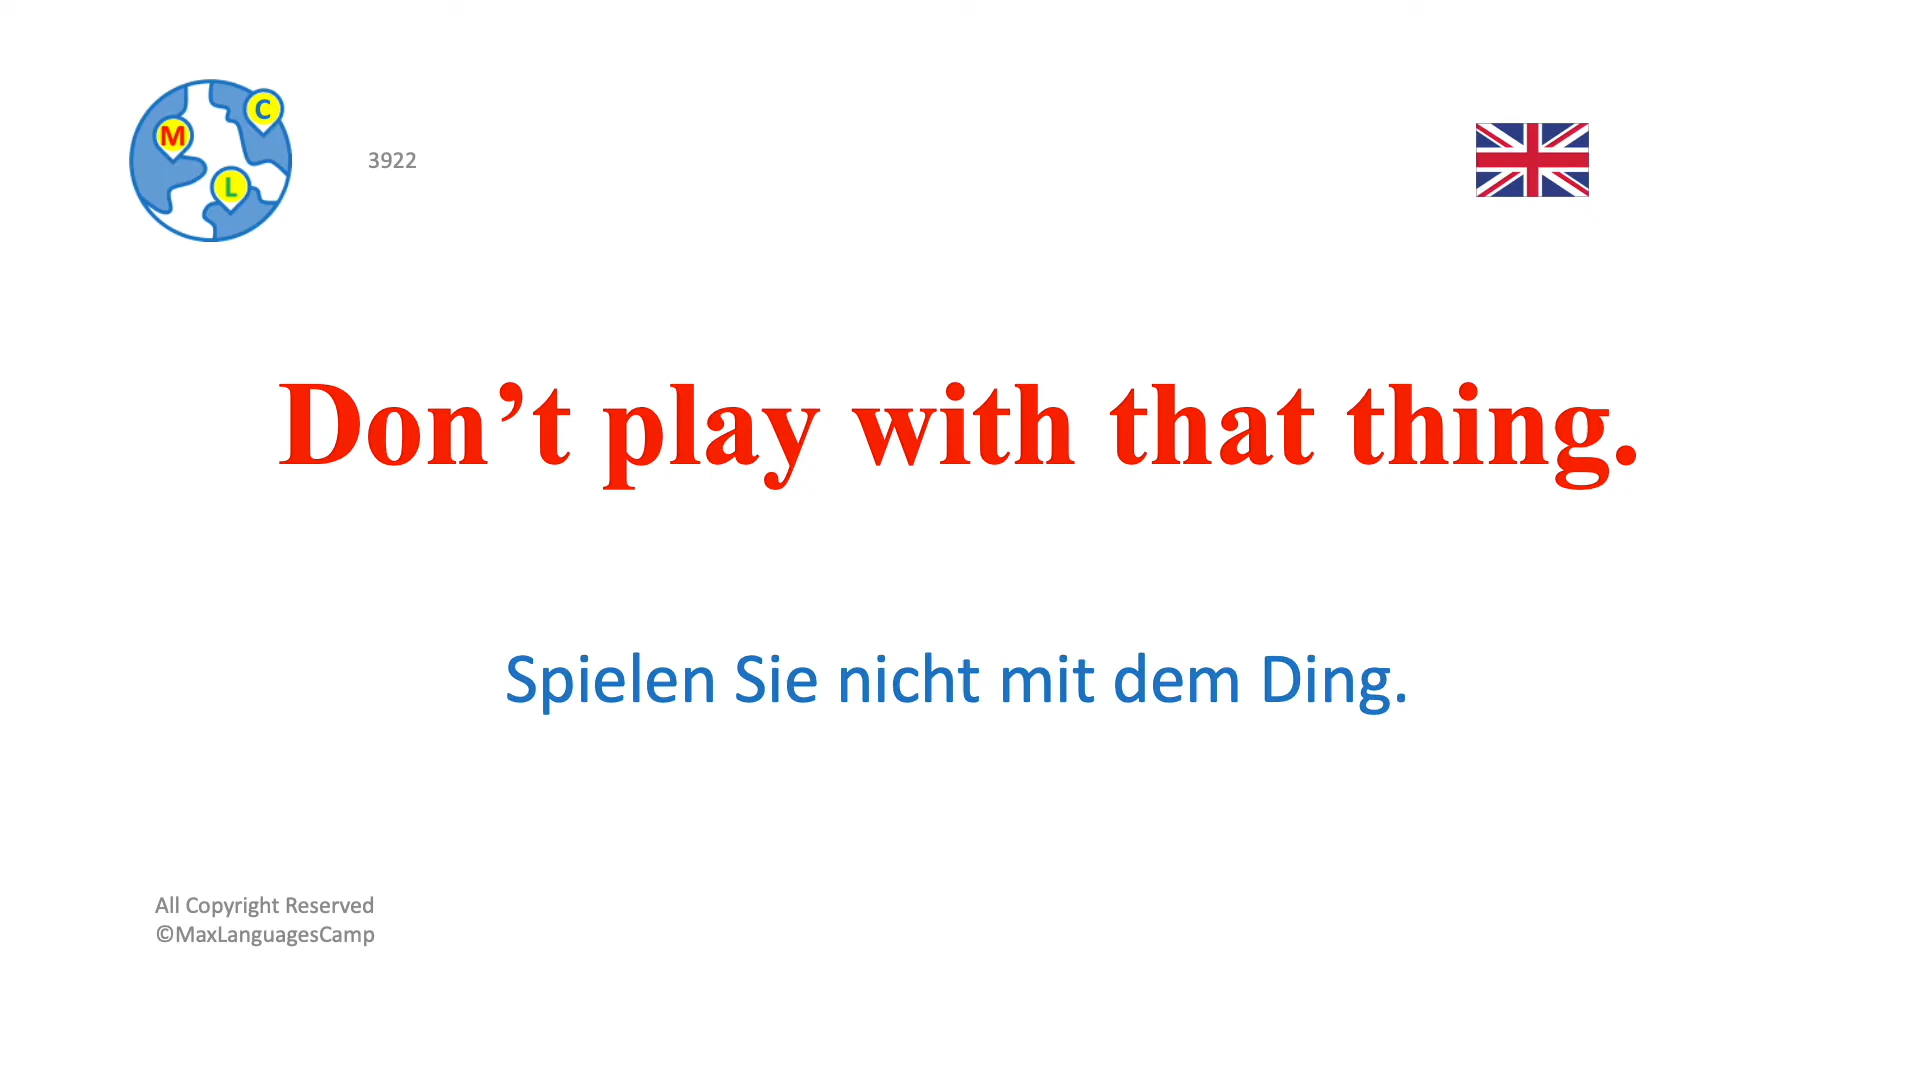 C
M
L
3922
Don’t play with that thing.
Spielen Sie nicht mit dem Ding.
All Copyright Reserved
©MaxLanguagesCamp